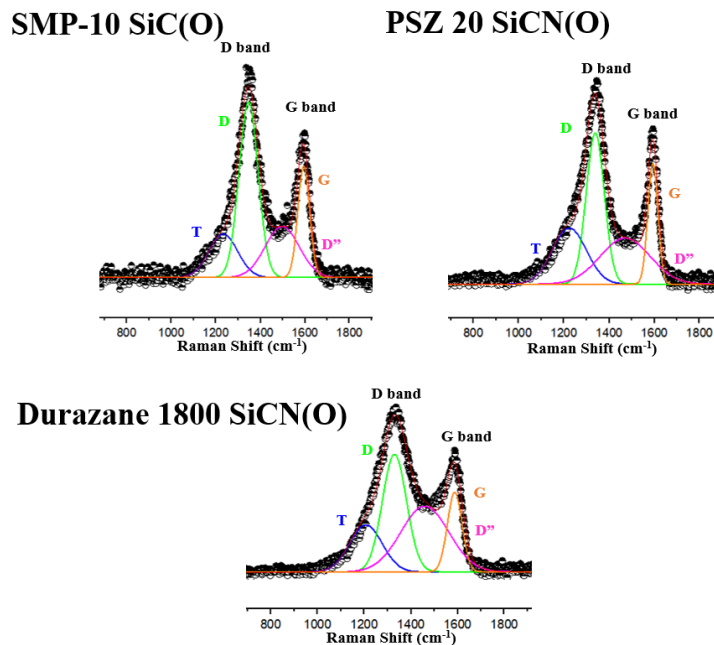 SMP-10 SiC(O)
D band
G band
D
G
T
D”
800 1000 1200 1400 1600 1800
Raman Shift (cm-1)
PSZ 20 SiCN(O)
D band
G band
D
G
T
D”
800 1000 1200 1400 1600 1800
Raman Shift (cm-1)
Durazane 1800 SiCN(O)
D band
G band
D
G
T
D”
800 1000 1200 1400 1600 1800
Raman Shift (cm-1)